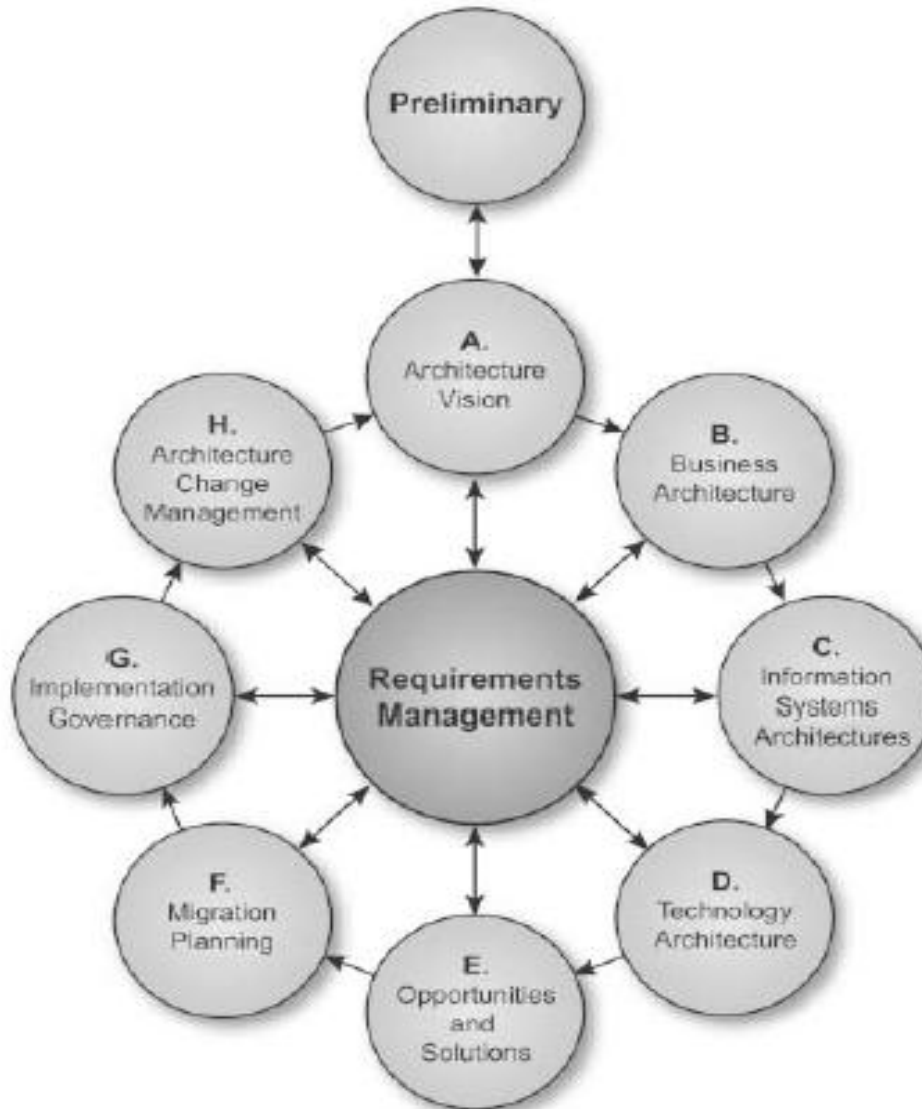 Preliminary
A.
Architecture
Vision
B.
Business
Architecture
C.
Information
Systems
Architectures
D.
Technology
Architecture
E.
Opportunities
and
Solutions
F.
Migration
Planning
G.
Implementation
Governance
H.
Architecture
Change
Management
Requirements
Management